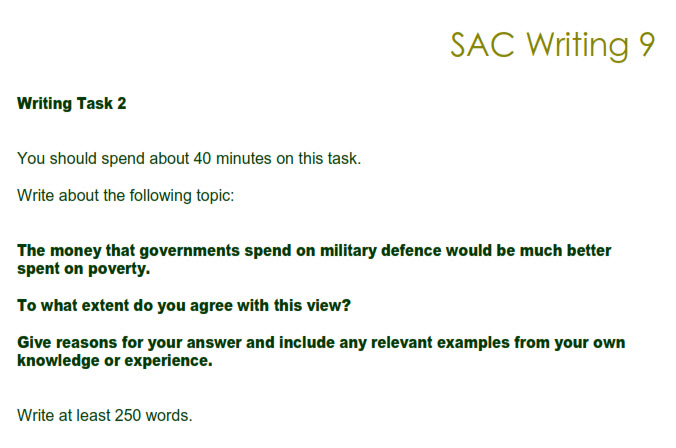 SAC Writing 9
Writing Task 2
You should spend about 40 minutes on this task.
Write about the following topic:
The money that governments spend on military defence would be much better
spent on poverty.
To what extent do you agree with this view?
Give reasons for your answer and include any relevant examples from your own
knowledge or experience.
Write at least 250 words.